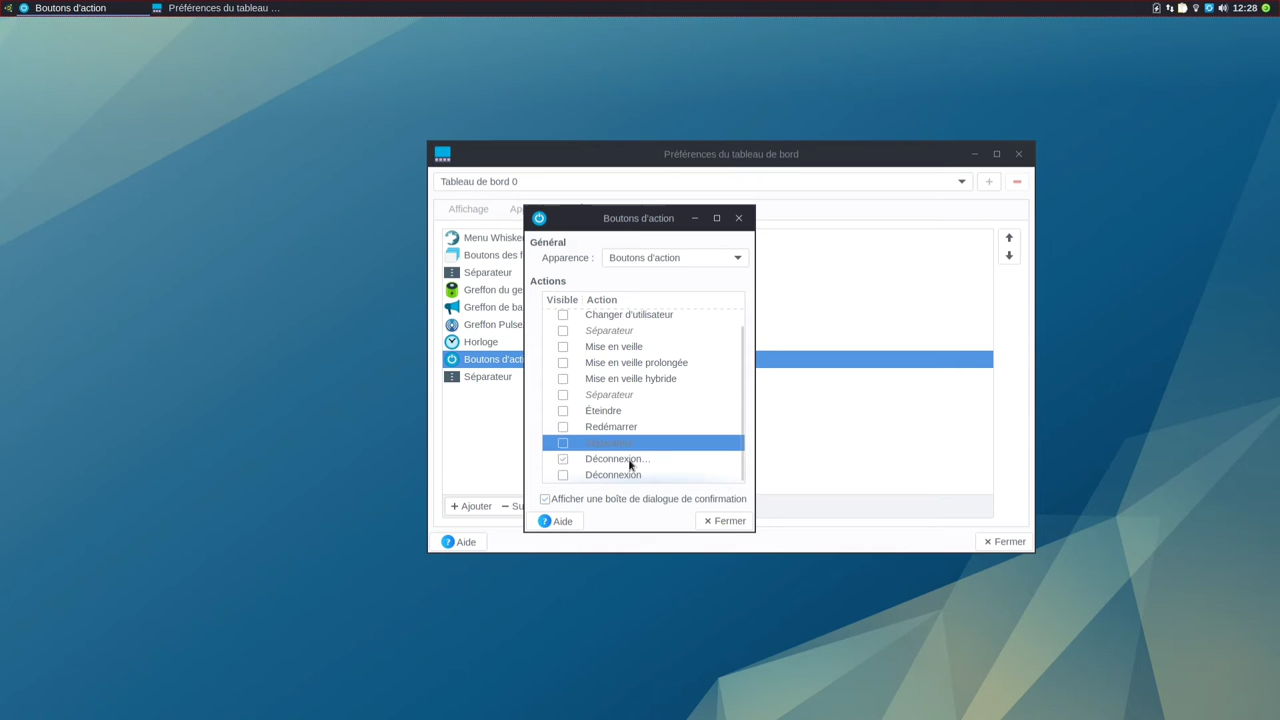 Boutons d'action
Préférences du tableau …
12:28
Préférences du tableau de bord
Tableau de bord 0
Affichage
Ap
Menu Whisker
Boutons des f
Séparateur
Greffon du ge
Greffon de ba
Greffon Pulse
Horloge
Boutons d'acti
Séparateur
Ajouter
Su
Aide
Fermer
Boutons d'action
Général
Apparence :
Boutons d'action
Actions
Visible
Action
Changer d'utilisateur
Séparateur
Mise en veille
Mise en veille prolongée
Mise en veille hybride
Séparateur
Éteindre
Redémarrer
Séparateur
Déconnexion…
Déconnexion
Afficher une boîte de dialogue de confirmation
Aide
Fermer